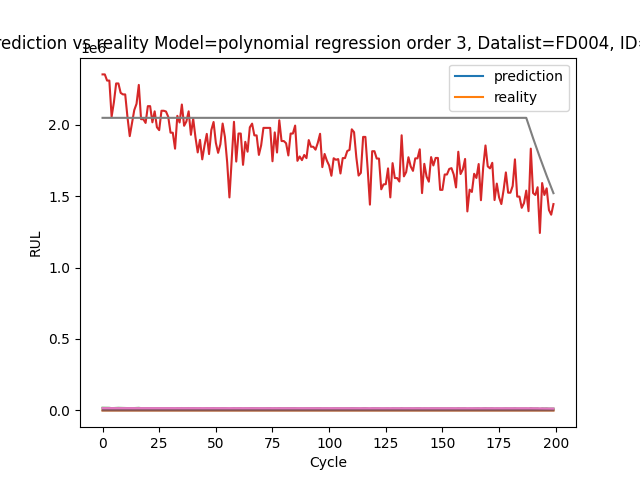 rediction vs reality Model=polynomial regression order 3, Datalist=FD004, ID=
1e6
prediction
reality
2.0
1.5
1.0
0.5
0.0
RUL
0 25 50 75 100 125 150 175 200
Cycle